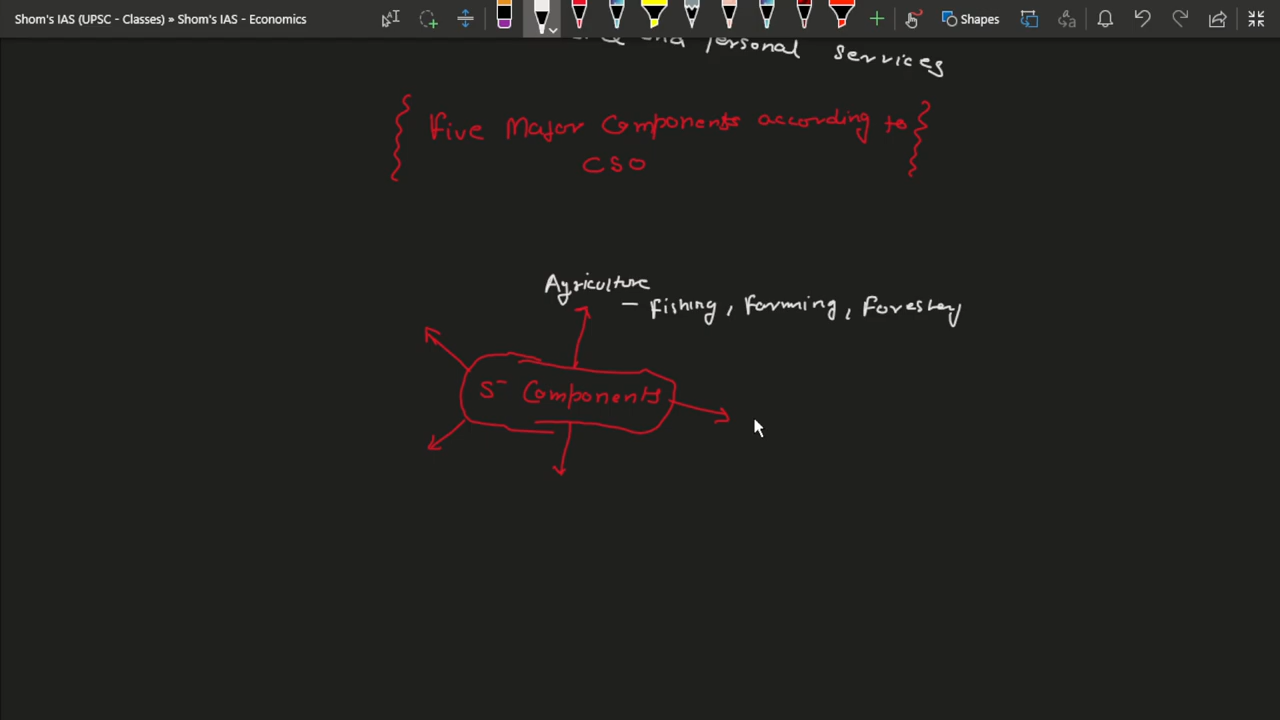 Shom's IAS (UPSC - Classes) » Shom's IAS - Economics
Shapes
and personal services
Five Major Components according to
CSO
Agriculture
- Fishing, Farming, Forestery
5 Components